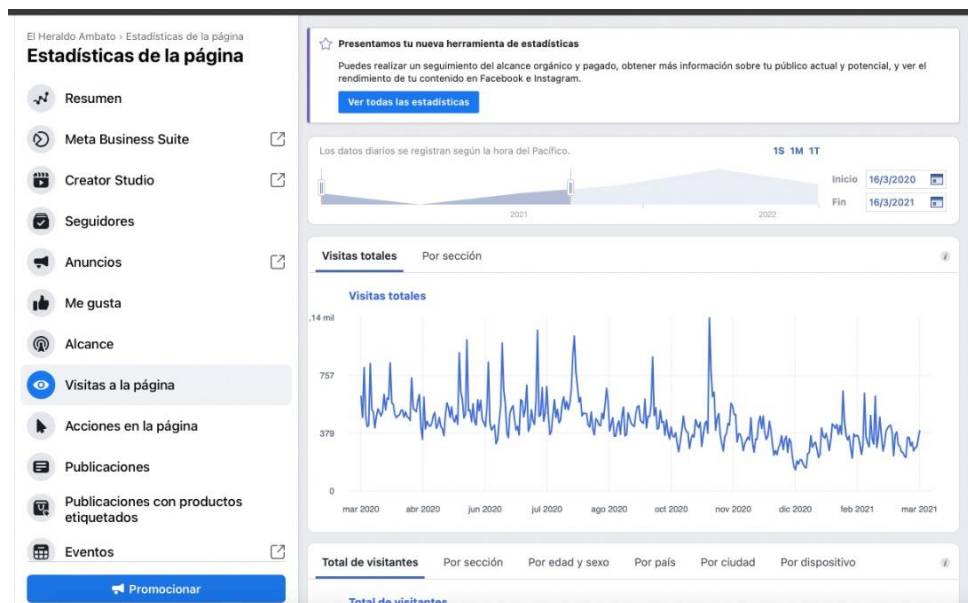 El Heraldo Ambato › Estadísticas de la página
Estadísticas de la página
Resumen
Meta Business Suite
Creator Studio
Seguidores
Anuncios
Me gusta
Alcance
Visitas a la página
Acciones en la página
Publicaciones
Publicaciones con productos
etiquetados
Eventos
Promocionar
Presentamos tu nueva herramienta de estadísticas
Puedes realizar un seguimiento del alcance orgánico y pagado, obtener más información sobre tu público actual y potencial, y ver el
rendimiento de tu contenido en Facebook e Instagram.
Ver todas las estadísticas
Los datos diarios se registran según la hora del Pacífico.
1S 1M 1T
Inicio 16/3/2020
Fin 16/3/2021
2021 2022
Visitas totales Por sección
Visitas totales
,14 mil
757
379
0
mar 2020 abr 2020 jun 2020 jul 2020 ago 2020 oct 2020 nov 2020 dic 2020 feb 2021 mar 2021
Total de visitantes Por sección Por edad y sexo Por país Por ciudad Por dispositivo
Total de visitantes